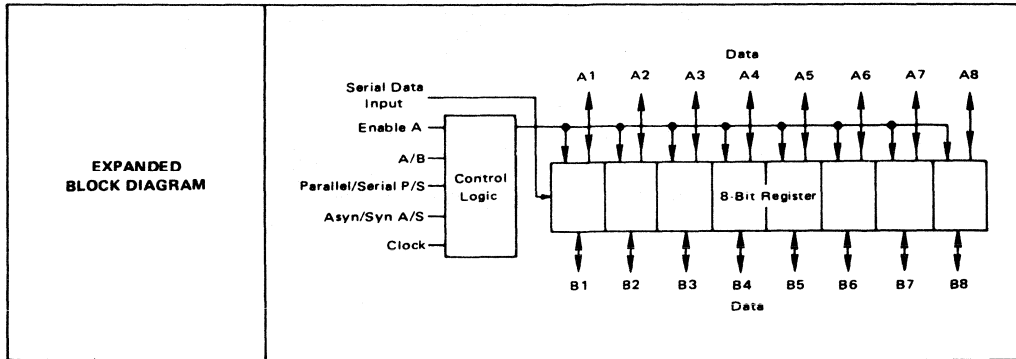 EXPANDED
BLOCK DIAGRAM
Data
A1 A2 A3 A4 A5 A6 A7 A8
Serial Data
Input
Enable A
A/B
Parallel/Serial P/S
Asyn/Syn A/S
Clock
Control
Logic
8-Bit Register
B1 B2 B3 B4 B5 B6 B7 B8
Data